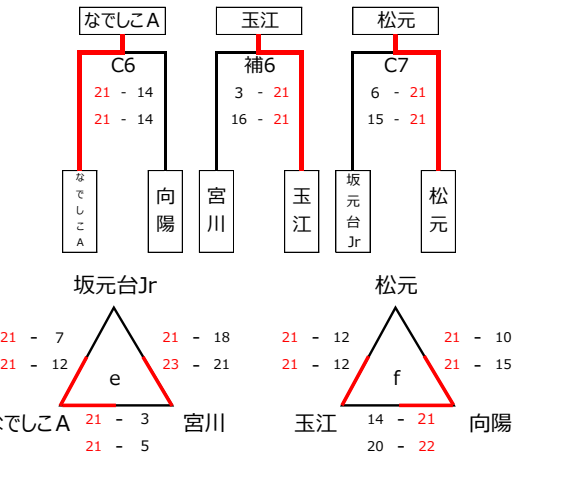 なでしこA 玉江 松元
C6 補6 C7
21 - 14 3 - 21 6 - 21
21 - 14 16 - 21 15 - 21
なでしこA 向陽 宮川 玉江 坂元台Jr 松元
坂元台Jr 松元
21 - 7 21 - 18 21 - 12 21 - 10
21 - 12 23 - 21 21 - 12 21 - 15
e f
なでしこA 21 - 3 宮川 玉江 14 - 21 向陽
21 - 5 20 - 22